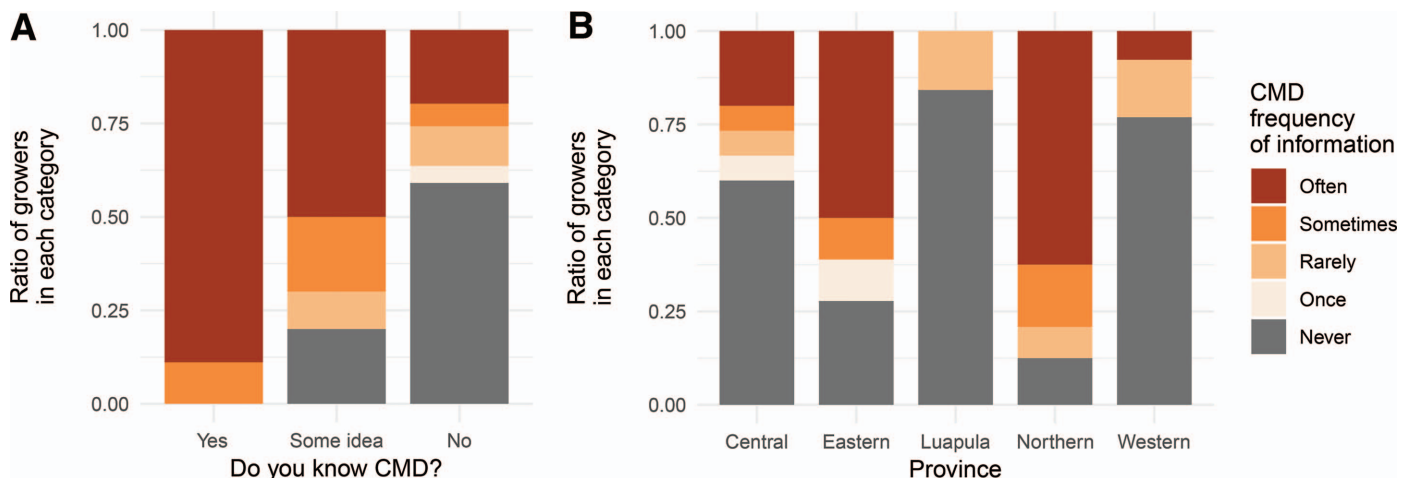 A
Ratio of growers
in each category
1.00
0.75
0.50
0.25
0.00
Yes
Some idea
No
Do you know CMD?
B
Ratio of growers
in each category
1.00
0.75
0.50
0.25
0.00
Central
Eastern
Luapula
Northern
Western
Province
CMD
frequency
of information
Often
Sometimes
Rarely
Once
Never